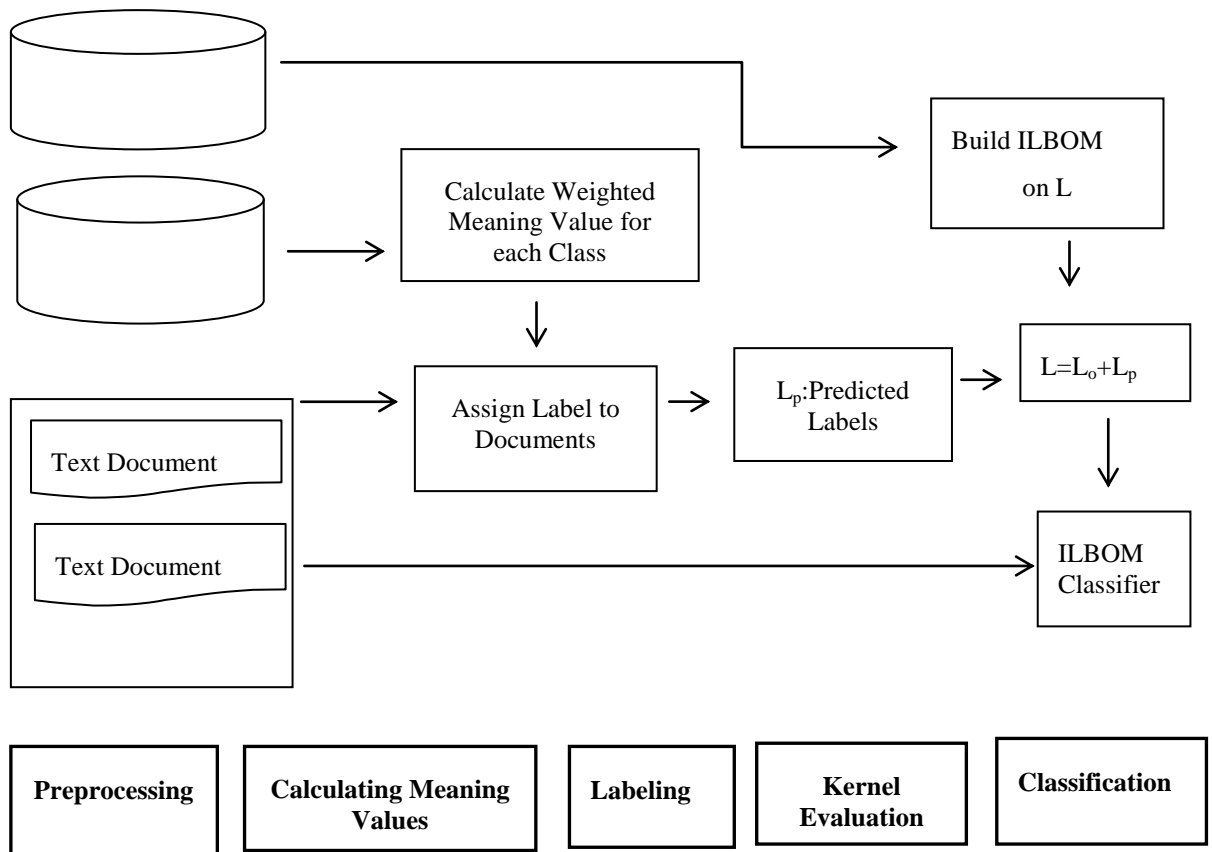 Build ILBOM
on L
Calculate Weighted
Meaning Value for
each Class
Assign Label to
Documents
Lp:Predicted
Labels
L=Lo+Lp
Text Document
Text Document
ILBOM
Classifier
Preprocessing
Calculating Meaning
Values
Labeling
Kernel
Evaluation
Classification